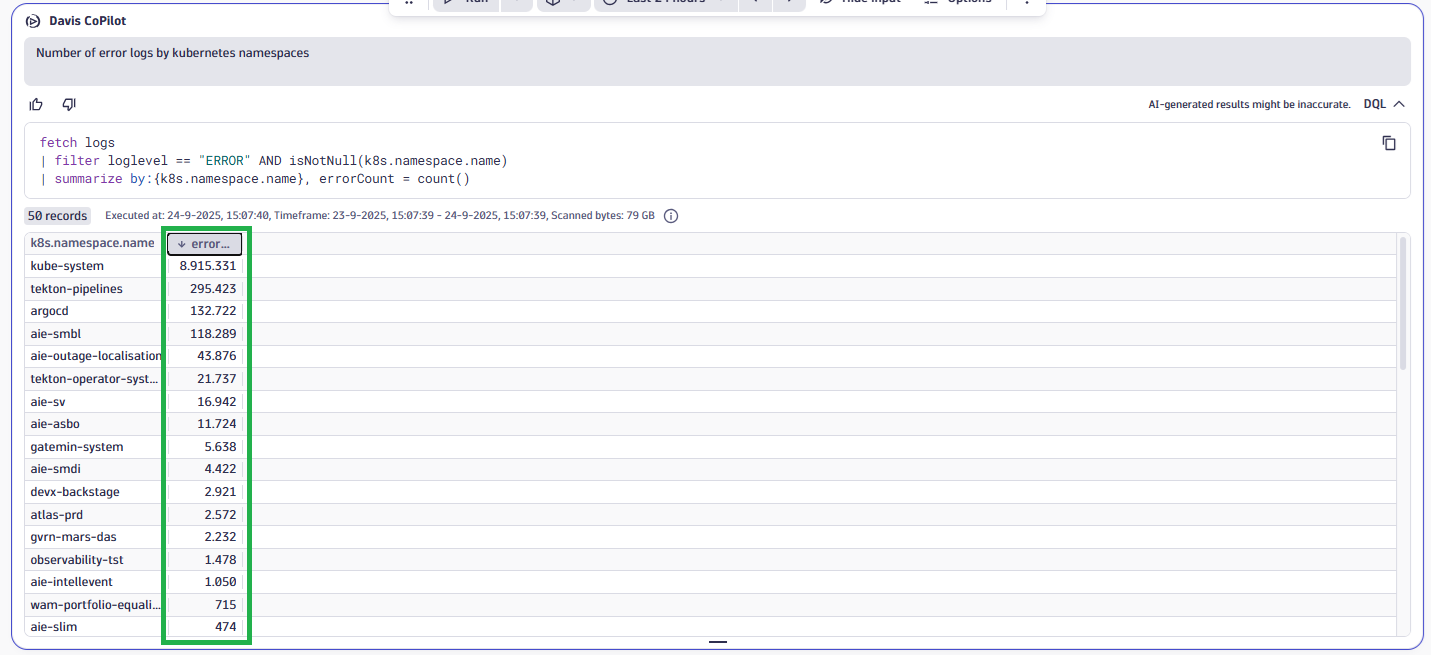 Run Last 24 hours Hide input Options
Davis CoPilot
Number of error logs by kubernetes namespaces
AI-generated results might be inaccurate. DQL
fetch logs
| filter loglevel == "ERROR" AND isNotNull(k8s.namespace.name)
| summarize by:{k8s.namespace.name}, errorCount = count()
50 records Executed at: 24-9-2025, 15:07:40, Timeframe: 23-9-2025, 15:07:39 - 24-9-2025, 15:07:39, Scanned bytes: 79 GB
k8s.namespace.name error...
kube-system 8.915.331
tekton-pipelines 295.423
argocd 132.722
aie-smbl 118.289
aie-outage-localisation 43.876
tekton-operator-syst... 21.737
aie-sv 16.942
aie-asbo 11.724
gatemin-system 5.638
aie-smdi 4.422
devx-backstage 2.921
atlas-prd 2.572
gvrn-mars-das 2.232
observability-tst 1.478
aie-intellevent 1.050
wam-portfolio-equali... 715
aie-slim 474